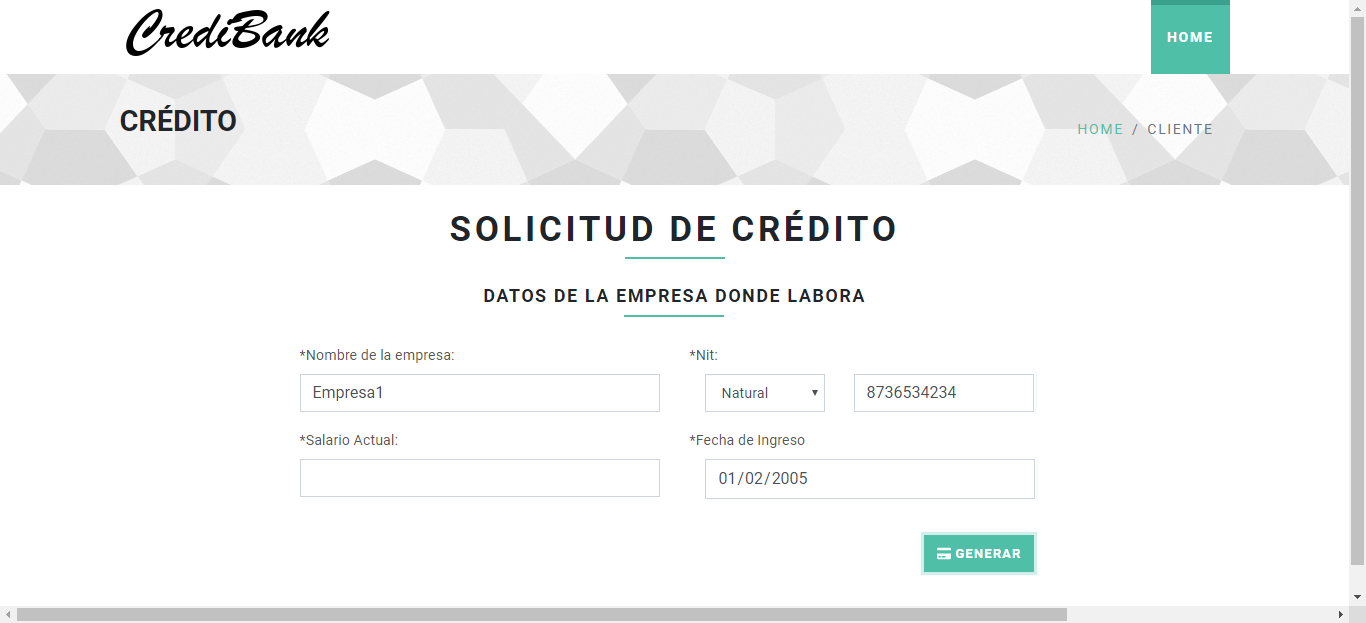 CrediBank
HOME
CRÉDITO
HOME / CLIENTE
SOLICITUD DE CRÉDITO
DATOS DE LA EMPRESA DONDE LABORA
*Nombre de la empresa:
*Nit:
Empresa1
Natural
8736534234
*Salario Actual:
*Fecha de Ingreso
01/02/2005
GENERAR